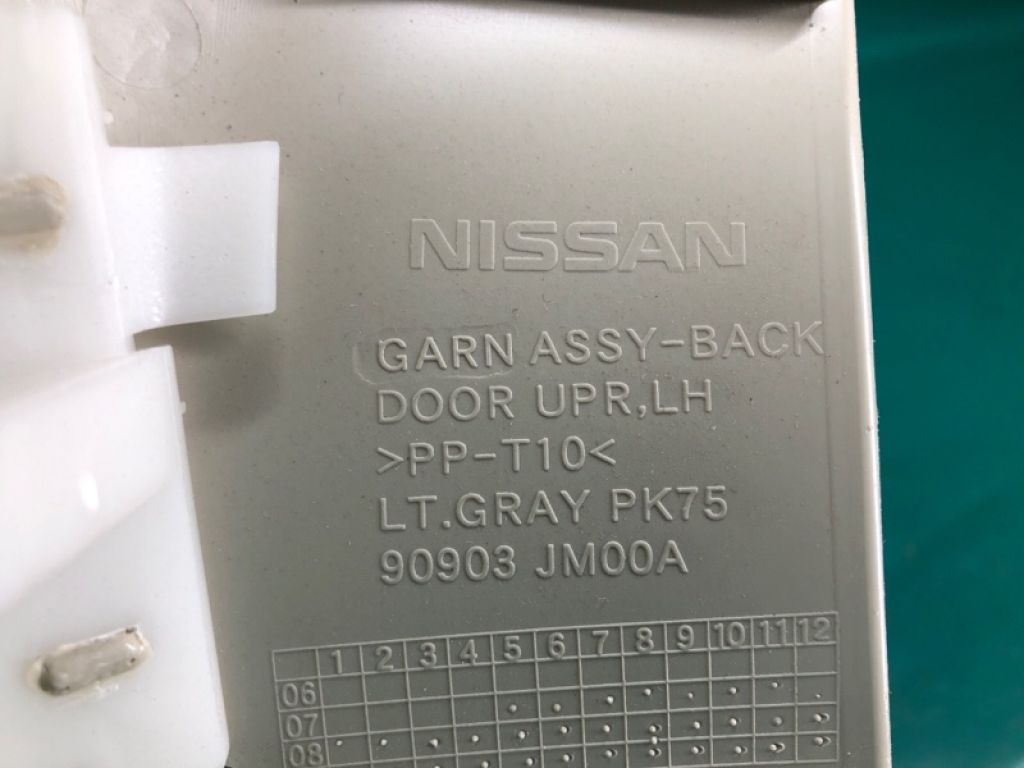 NISSAN
GARN ASSY-BACK
DOOR UPR,LH
>PP-T10<
LT.GRAY PK75
90903 JM00A
1 2 3 4 5 6 7 8 9 10 11 12
06
07
08